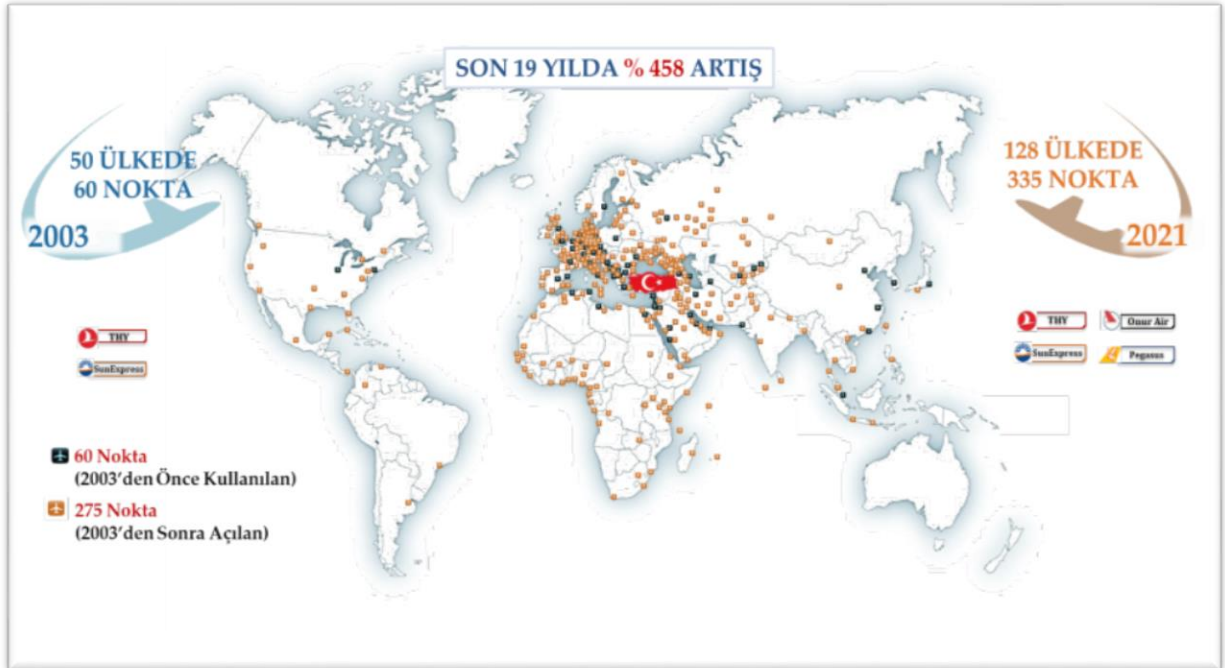 SON 19 YILDA % 458 ARTIŞ
50 ÜLKEDE
60 NOKTA
2003
128 ÜLKEDE
335 NOKTA
2021
THY
SunExpress
THY
Onur Air
SunExpress
Pegasus
60 Nokta
(2003'den Önce Kullanılan)
275 Nokta
(2003'den Sonra Açılan)